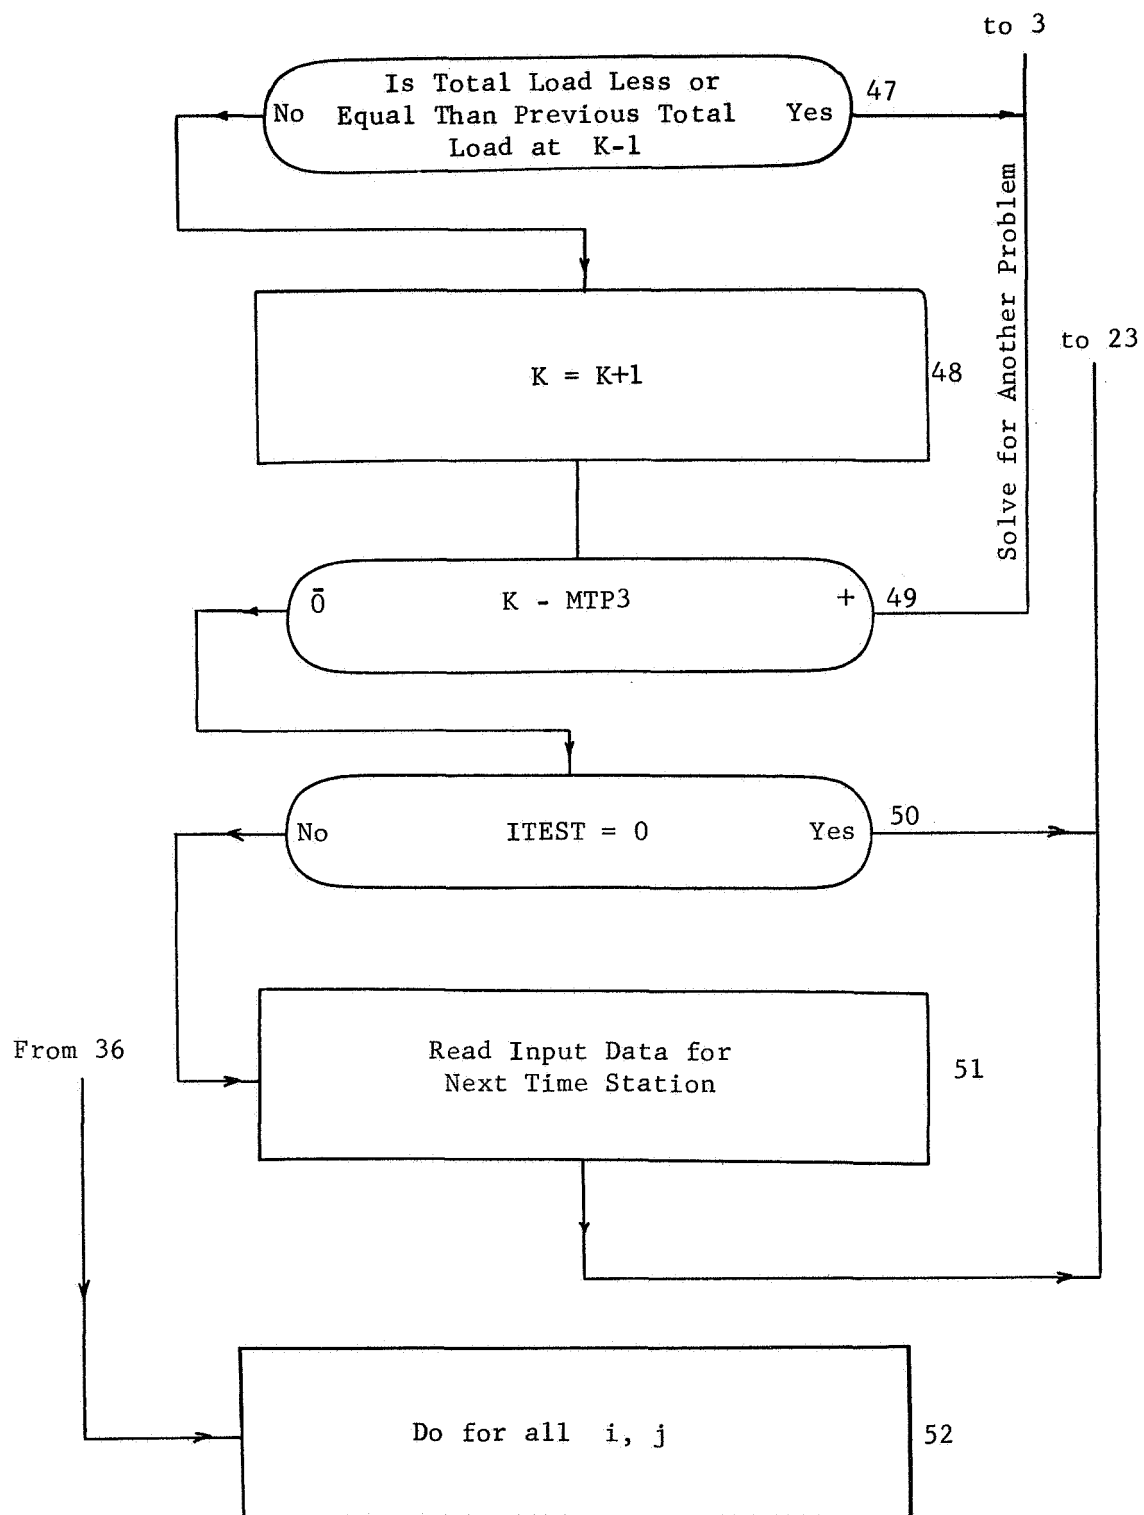 to 3
Is Total Load Less or
No Equal Than Previous Total Yes 47
Load at K-1
Solve for Another Problem
to 23
K = K+1 48
0̄ K - MTP3 + 49
No ITEST = 0 Yes 50
From 36
Read Input Data for
Next Time Station
51
Do for all i, j 52